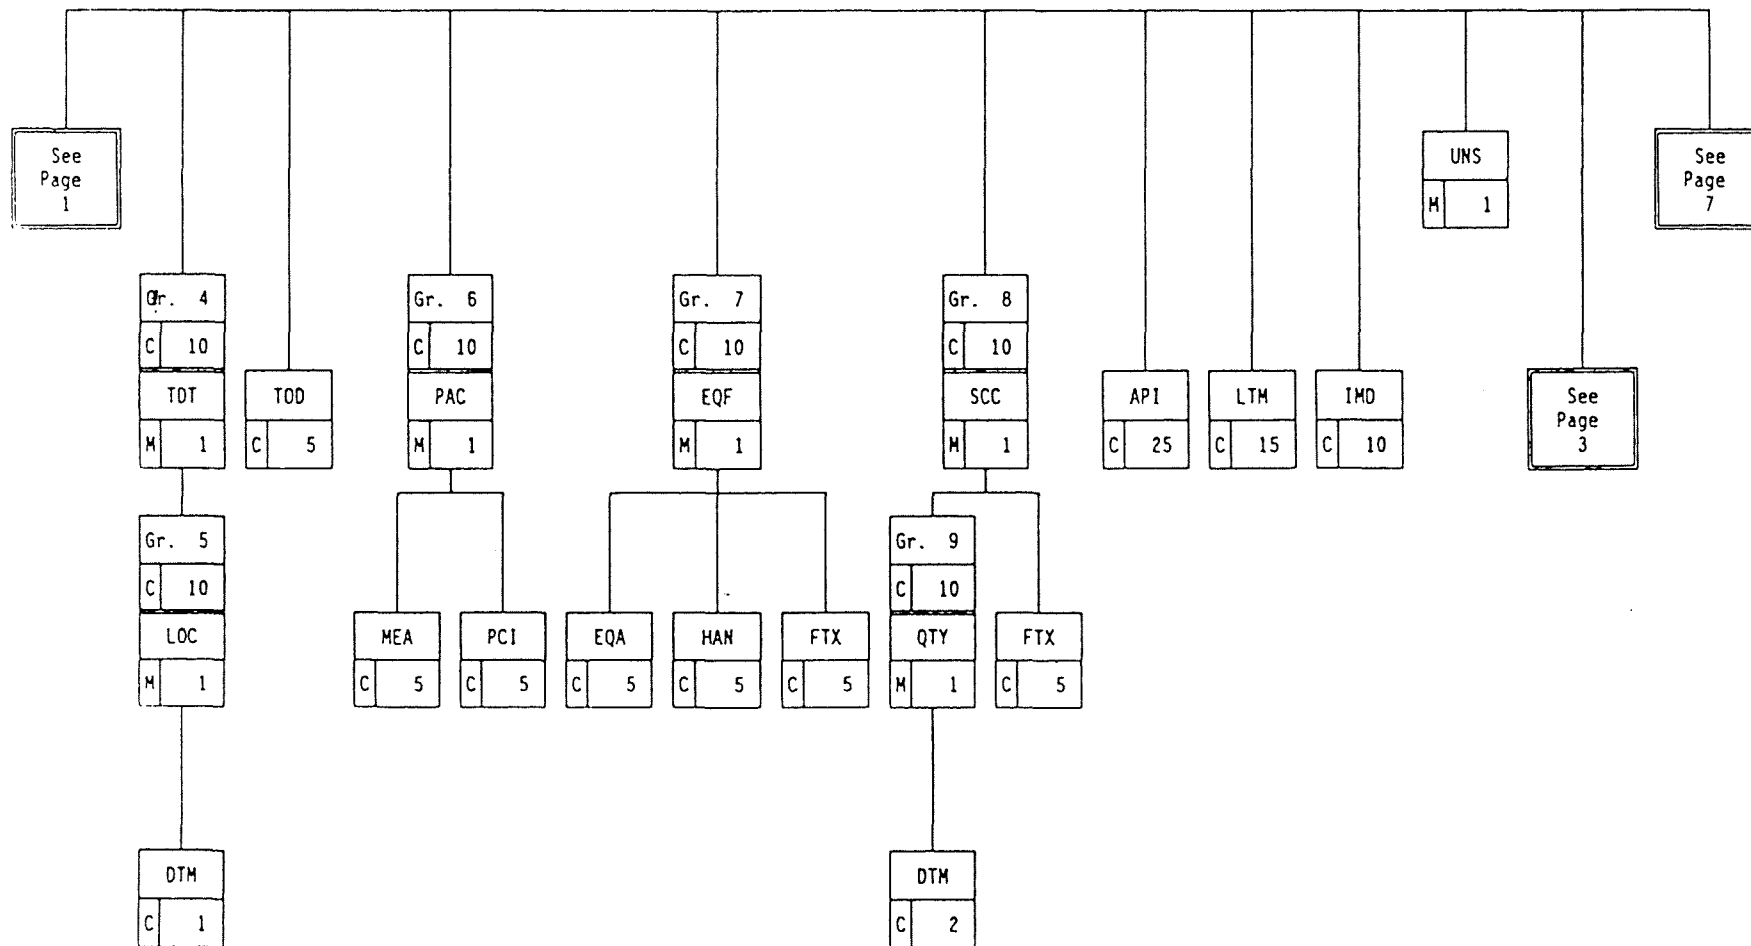 See
Page
1
UNS
M 1
See
Page
7
Gr. 4
C 10
TDT
M 1
TOD
C 5
Gr. 6
C 10
PAC
M 1
Gr. 7
C 10
EQF
M 1
Gr. 8
C 10
SCC
M 1
API
C 25
LTM
C 15
IMD
C 10
See
Page
3
Gr. 5
C 10
LOC
M 1
MEA
C 5
PCI
C 5
EQA
C 5
HAN
C 5
FTX
C 5
Gr. 9
C 10
QTY
M 1
FTX
C 5
DTM
C 1
DTM
C 2